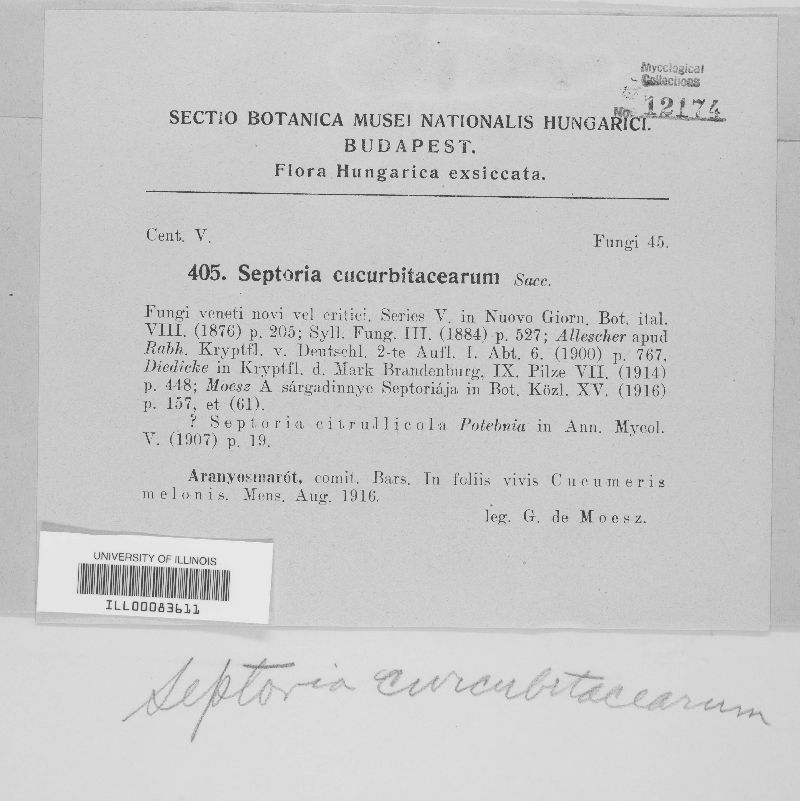 Mycological
Collections
No. 12174
SECTIO BOTANICA MUSEI NATIONALIS HUNGARICI.
BUDAPEST.
Flora Hungarica exsiccata.
Cent. V.
Fungi 45.
405. Septoria cucurbitacearum Sacc.
Fungi veneti novi vel critici. Series V. in Nuovo Giorn. Bot. ital.
VIII. (1876) p. 205; Syll. Fung. III. (1884) p. 527; Allescher apud
Rabh. Kryptfl. v. Deutschl. 2-te Aufl. I. Abt. 6. (1900) p. 767.
Diedicke in Kryptfl. d. Mark Brandenburg, IX. Pilze VII. (1914)
p. 448; Moesz A sárgadinnye Septoriája in Bot. Közl. XV. (1916)
p. 157, et (61).
? Septoria citrullicola Potebnia in Ann. Mycol.
V. (1907) p. 19.
Aranyosmarót, comit. Bars. In foliis vivis Cucumeris
melonis. Mens. Aug. 1916.
leg. G. de Moesz.
UNIVERSITY OF ILLINOIS
ILL00083611
Septoria curcurbitacearum